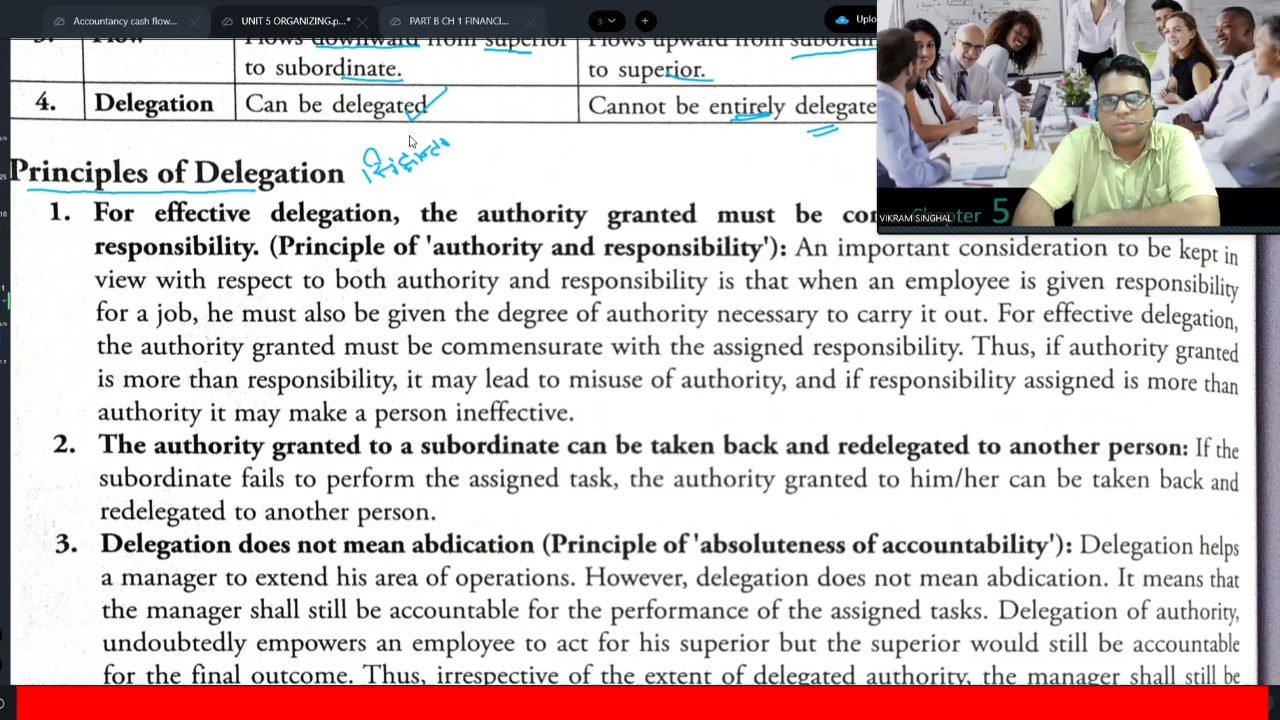 Accountancy cash flow...
UNIT 5 ORGANIZING.p...*
PART B CH 1 FINANCI...
3
Uplo
Flows downward from superior
Flows upward from subordin
to subordinate.
to superior.
4. Delegation Can be delegated Cannot be entirely delegate
Principles of Delegation
सिद्धान्त
VIKRAM SINGHAL
pter 5
1. For effective delegation, the authority granted must be
responsibility. (Principle of 'authority and responsibility'): An important consideration to be kept in
view with respect to both authority and responsibility is that when an employee is given responsibility
for a job, he must also be given the degree of authority necessary to carry it out. For effective delegation,
the authority granted must be commensurate with the assigned responsibility. Thus, if authority granted
is more than responsibility, it may lead to misuse of authority, and if responsibility assigned is more than
authority it may make a person ineffective.
2. The authority granted to a subordinate can be taken back and redelegated to another person: If the
subordinate fails to perform the assigned task, the authority granted to him/her can be taken back and
redelegated to another person.
3. Delegation does not mean abdication (Principle of 'absoluteness of accountability'): Delegation helps
a manager to extend his area of operations. However, delegation does not mean abdication. It means that
the manager shall still be accountable for the performance of the assigned tasks. Delegation of authority,
undoubtedly empowers an employee to act for his superior but the superior would still be accountable
for the final outcome. Thus, irrespective of the extent of delegated authority, the manager shall still be